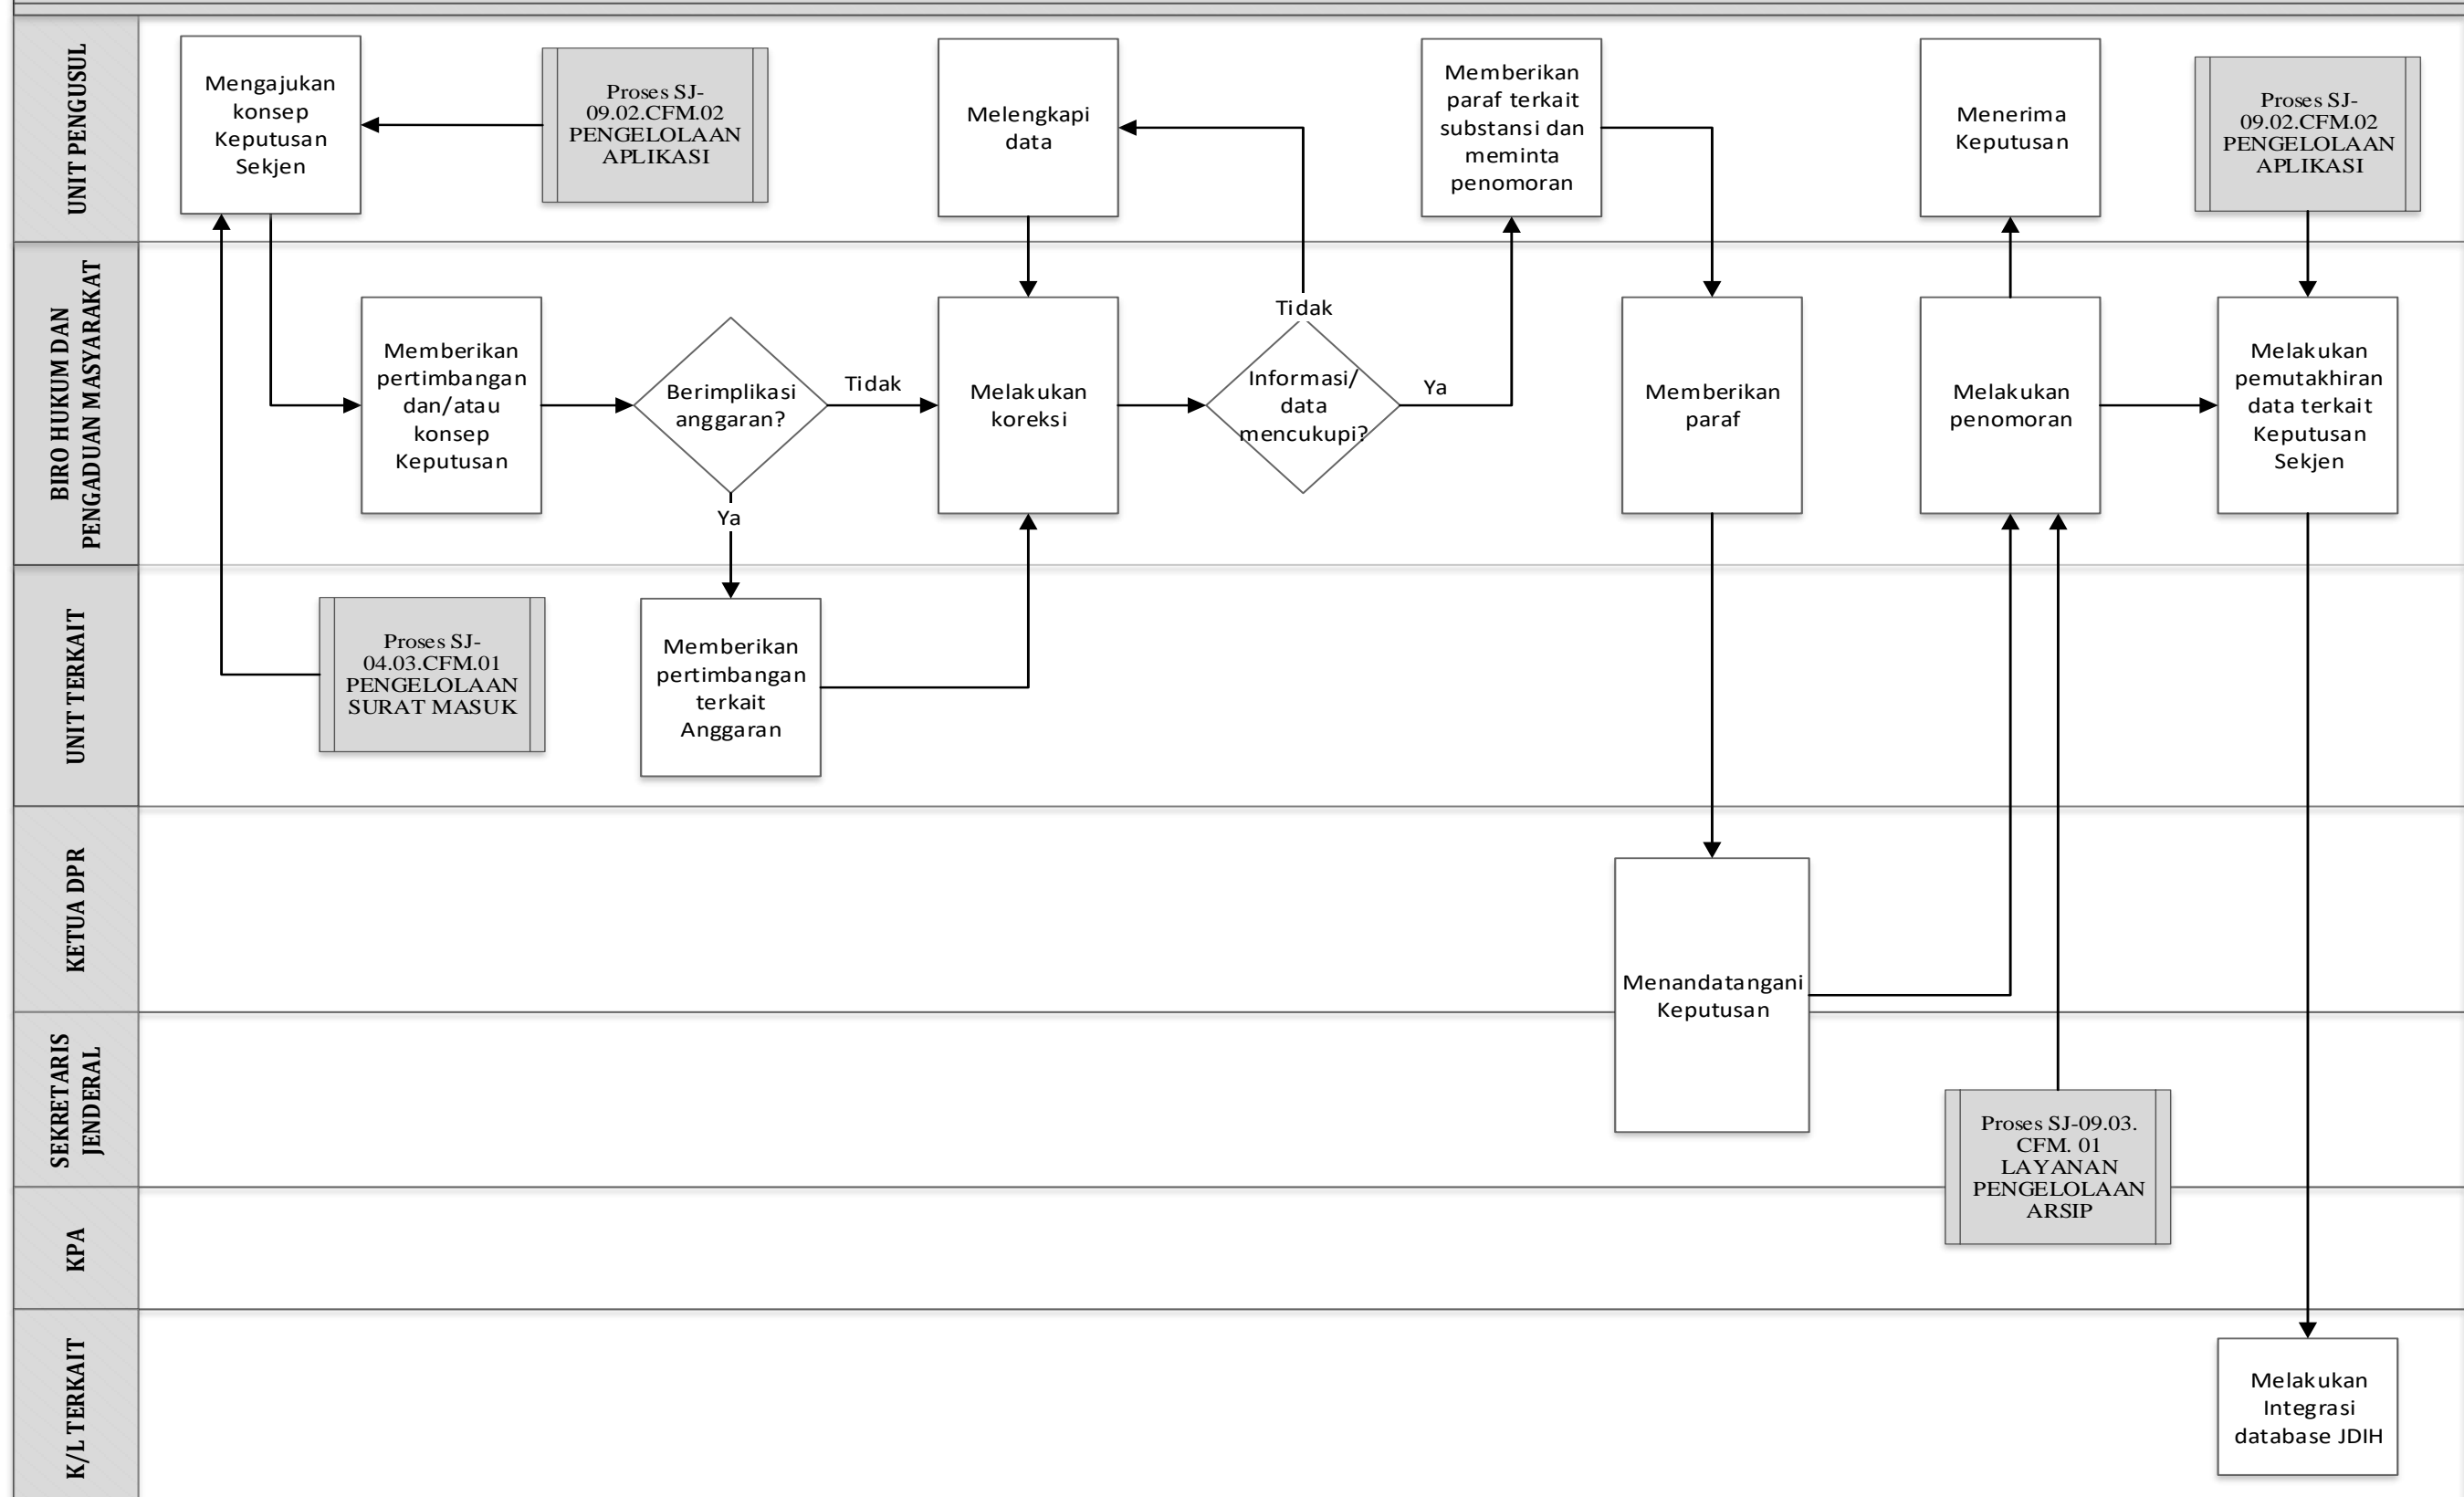 UNIT PENGUSUL
Mengajukan
konsep
Keputusan
Sekjen
Proses SJ-
09.02.CFM.02
PENGELOLAAN
APLIKASI
Melengkapi
data
Memberikan
paraf terkait
substansi dan
meminta
penomoran
Menerima
Keputusan
Proses SJ-
09.02.CFM.02
PENGELOLAAN
APLIKASI
BIRO HUKUM DAN
PENGADUAN MASYARAKAT
Memberikan
pertimbangan
dan/atau
konsep
Keputusan
Berimplikasi
anggaran?
Tidak
Ya
Melakukan
koreksi
Tidak
Informasi/
data
mencukupi?
Ya
Memberikan
paraf
Melakukan
penomoran
Melakukan
pemutakhiran
data terkait
Keputusan
Sekjen
UNIT TERKAIT
Proses SJ-
04.03.CFM.01
PENGELOLAAN
SURAT MASUK
Memberikan
pertimbangan
terkait
Anggaran
KETUA DPR
Menandatangani
Keputusan
SEKRETARIS
JENDERAL
Proses SJ-09.03.
CFM. 01
LAYANAN
PENGELOLAAN
ARSIP
KPA
K/L TERKAIT
Melakukan
Integrasi
database JDIH